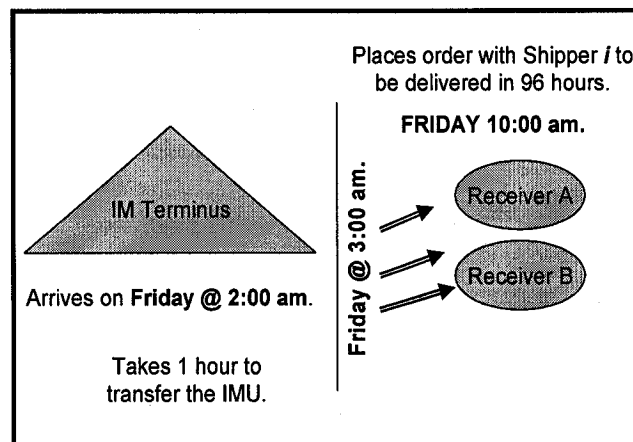 Places order with Shipper i to
be delivered in 96 hours.
FRIDAY 10:00 am.
IM Terminus
Receiver A
Receiver B
Friday @ 3:00 am.
Arrives on Friday @ 2:00 am.
Takes 1 hour to
transfer the IMU.